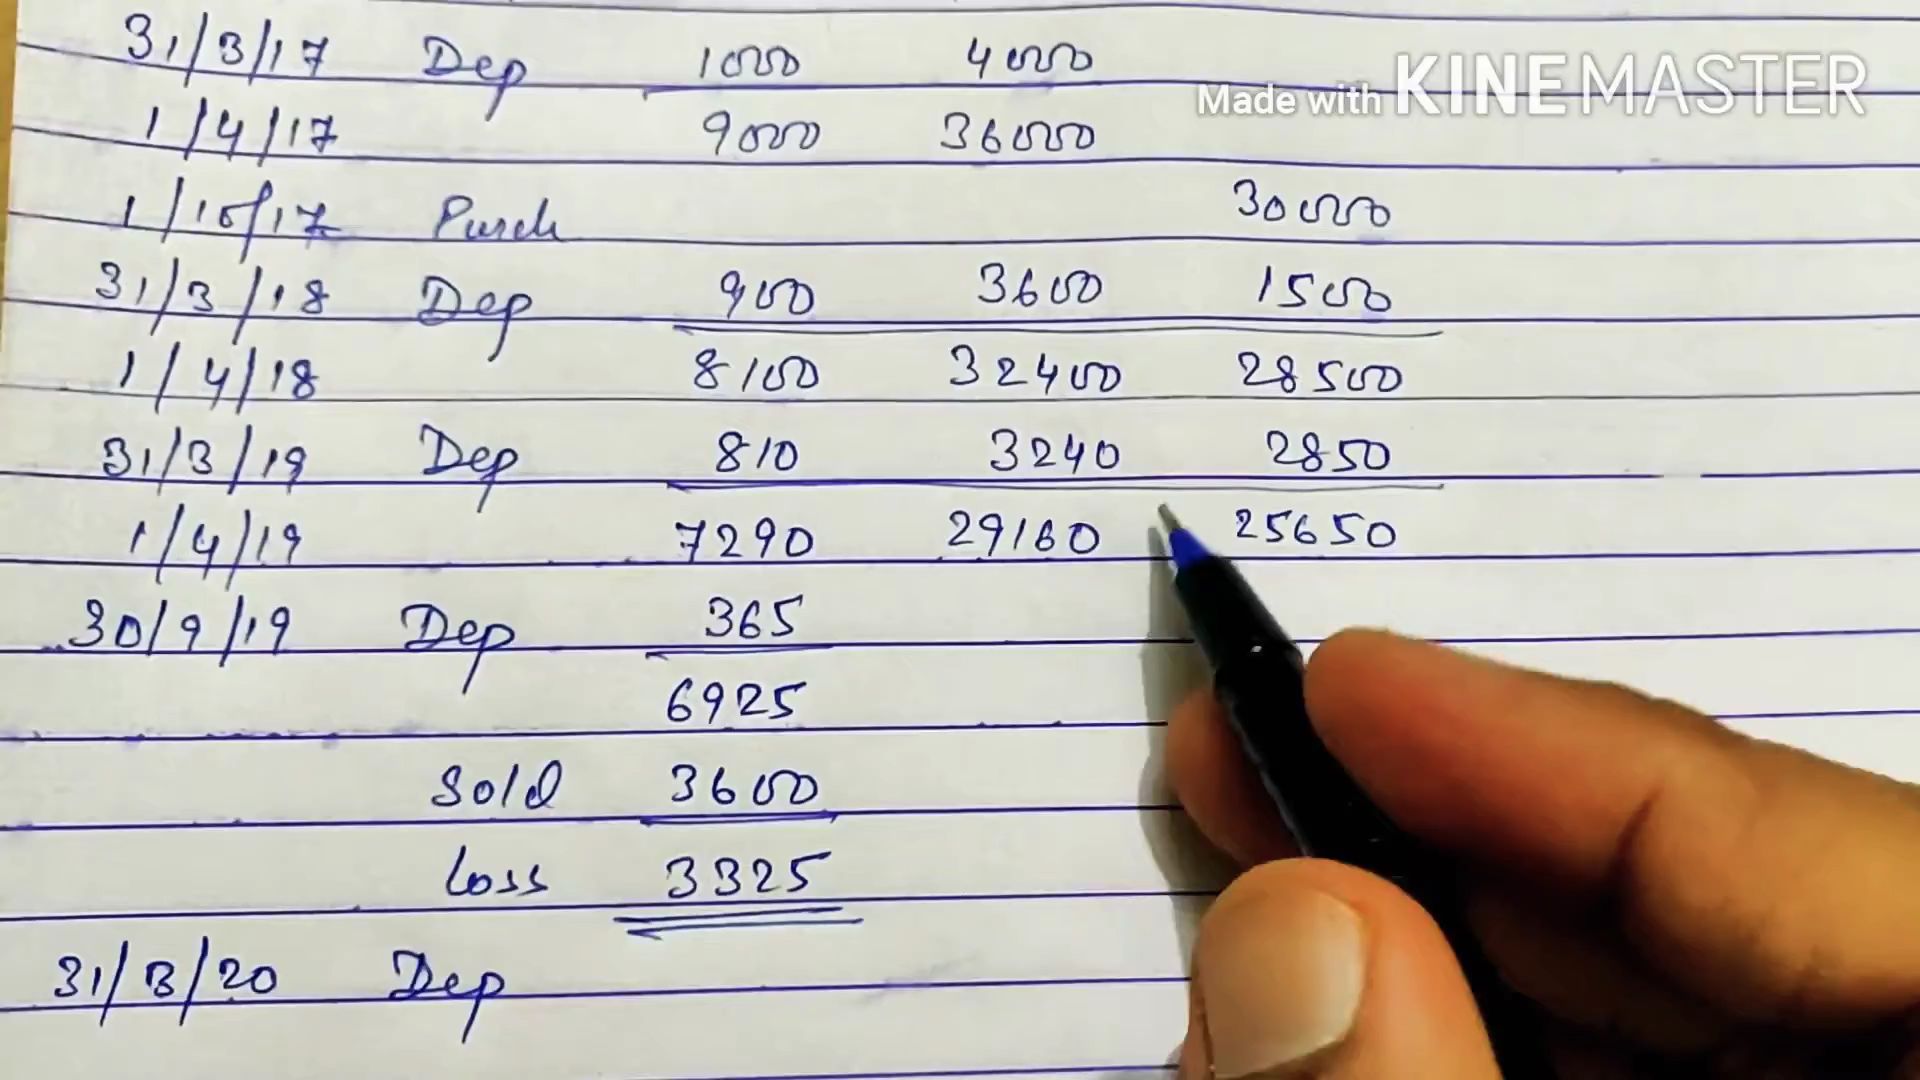 31/3/17 Dep 1000 4000
Made with KINEMASTER
1/4/17 9000 36000
1/10/17 Purch 30000
31/3/18 Dep 900 3600 1500
1/4/18 8100 32400 28500
31/3/19 Dep 810 3240 2850
1/4/19 7290 29160 25650
30/9/19 Dep 365
6925
Sold 3600
Loss 3325
31/3/20 Dep